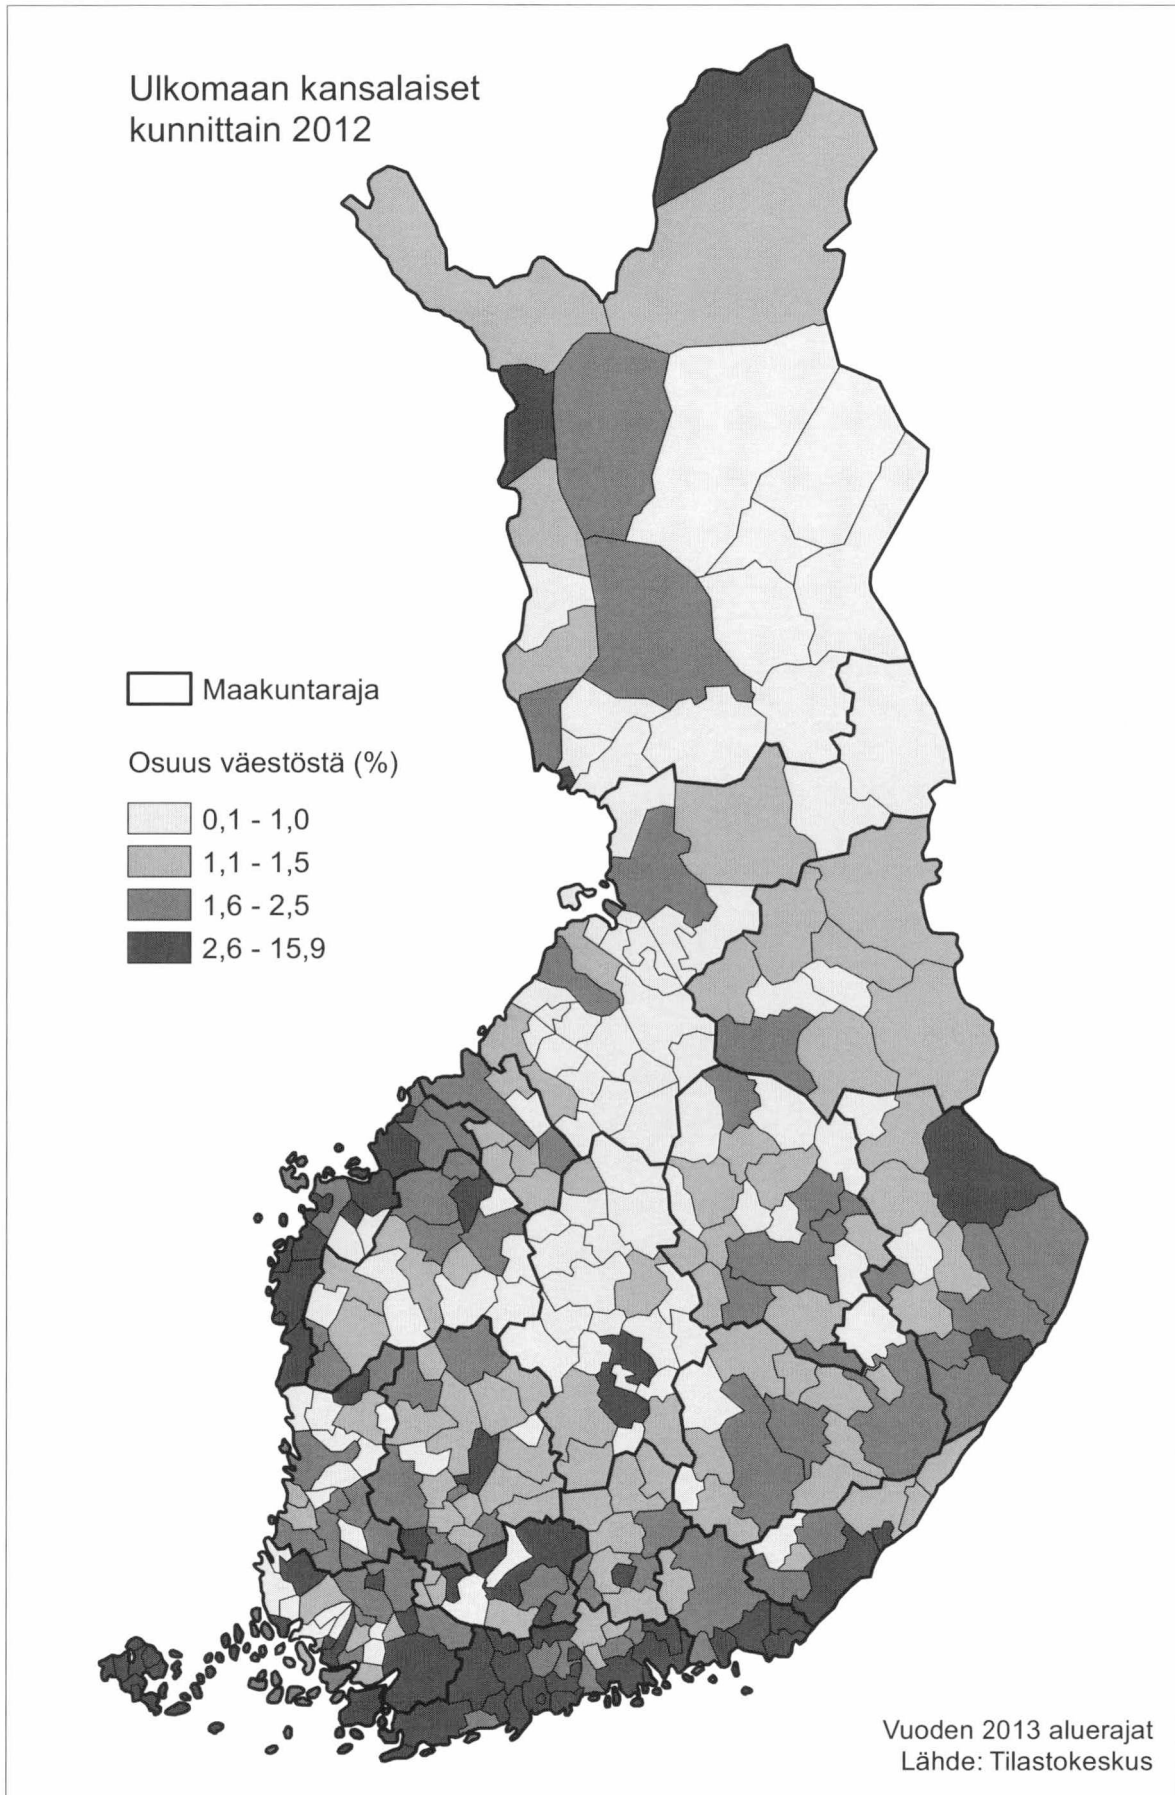 Ulkomaan kansalaiset
kunnittain 2012
Maakuntaraja
Osuus väestöstä (%)
0,1 - 1,0
1,1 - 1,5
1,6 - 2,5
2,6 - 15,9
Vuoden 2013 aluerajat
Lähde: Tilastokeskus